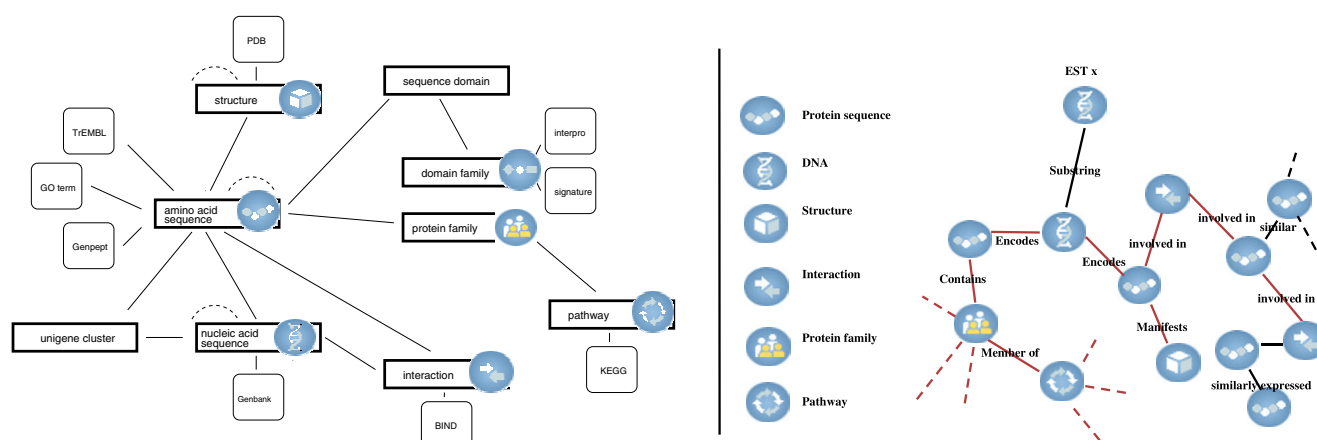 PDB
structure
sequence domain
TrEMBL
interpro
GO term
domain family
signature
amino acid
sequence
protein family
Genpept
pathway
unigene cluster
nucleic acid
sequence
KEGG
interaction
Genbank
BIND
Protein sequence
DNA
Structure
Interaction
Protein family
Pathway
EST x
Substring
Encodes
Encodes
involved in
involved in
similar
Contains
involved in
Manifests
Member of
similarly expressed